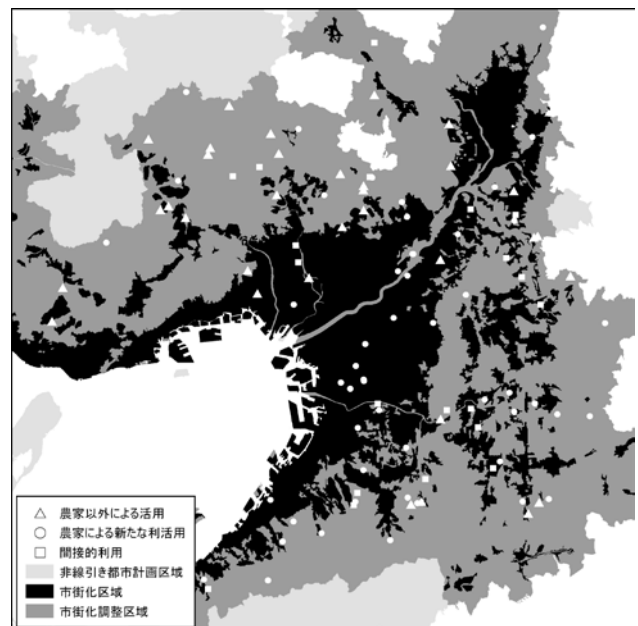 農家以外による活用
農家による新たな利活用
間接的利用
非線引き都市計画区域
市街化区域
市街化調整区域